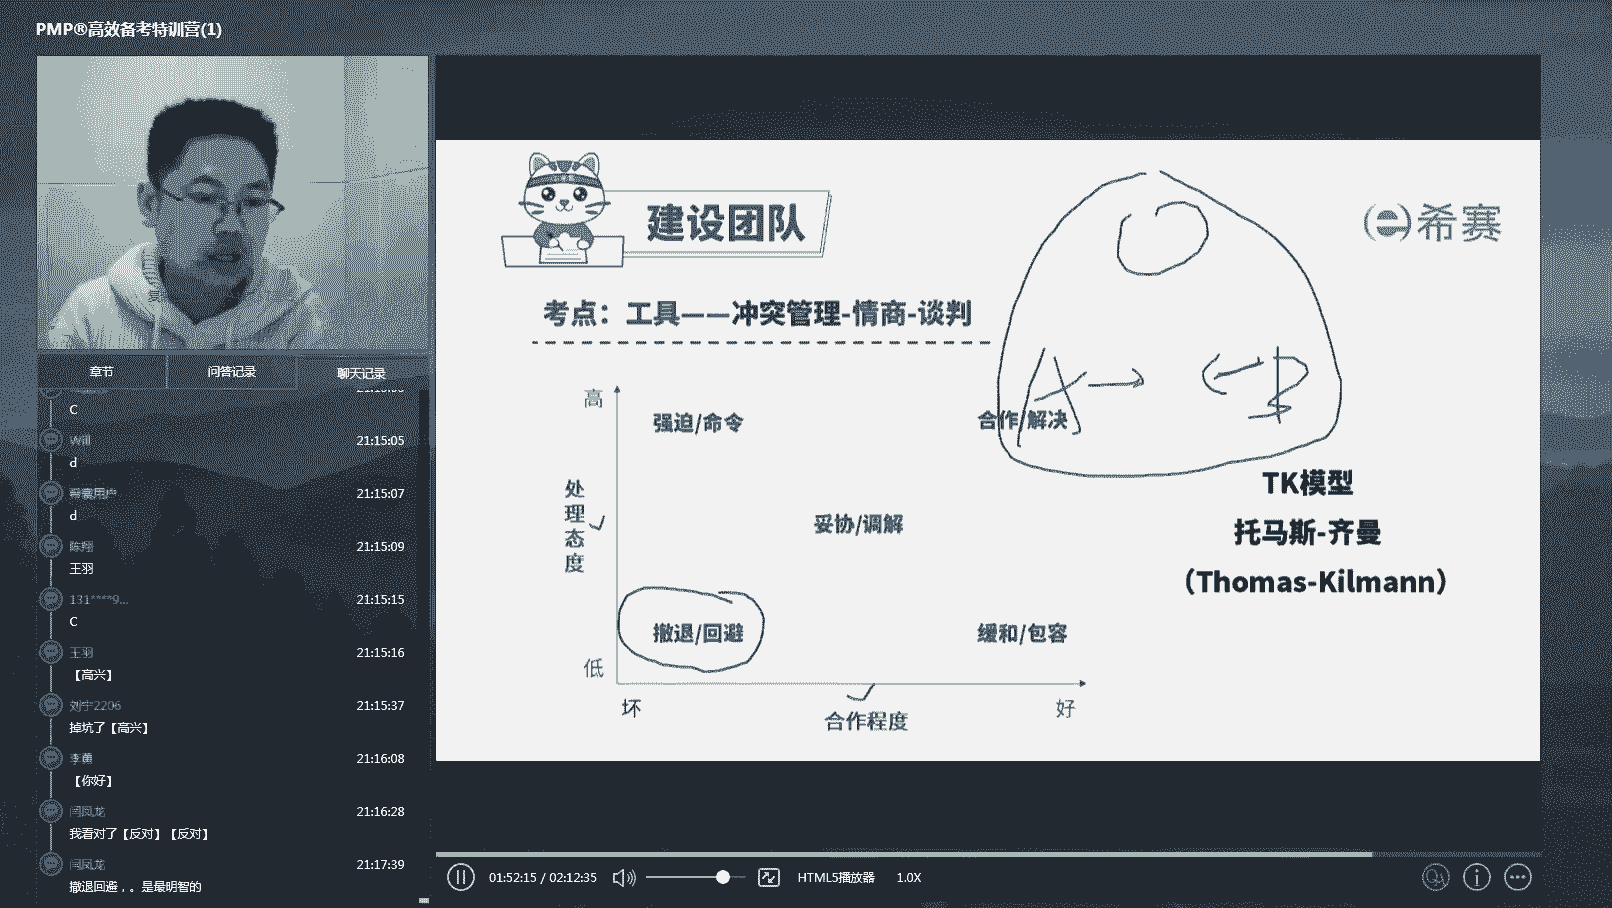 PMP®高效备考特训营(1)
章节
问答记录
聊天记录
C
Will
21:15:05
d
希赛用户
21:15:07
d
陈翔
21:15:09
王羽
131****9...
21:15:15
C
王羽
21:15:16
【高兴】
刘宁2206
21:15:37
掉坑了【高兴】
李菌
21:16:08
【你好】
闫凤龙
21:16:28
我看对了【反对】【反对】
闫凤龙
21:17:39
撤退回避，。是最明智的
建设团队
希赛
考点：工具——冲突管理-情商-谈判
高
强迫/命令
合作/解决
A
B
处理态度
妥协/调解
TK模型
托马斯-齐曼
（Thomas-Kilmann）
撤退/回避
缓和/包容
低
坏
合作程度
好
01:52:15 / 02:12:35
HTML5播放器
1.0X